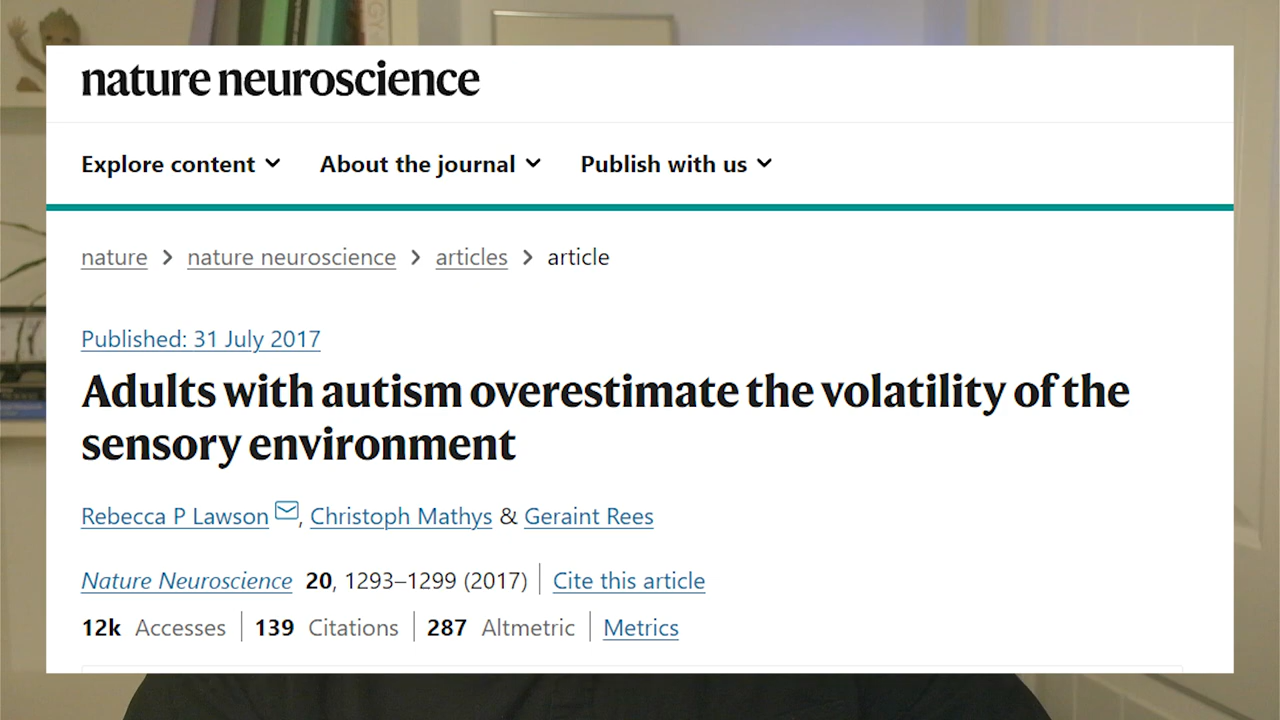 nature neuroscience
Explore content About the journal Publish with us
nature > nature neuroscience > articles > article
Published: 31 July 2017
Adults with autism overestimate the volatility of the
sensory environment
Rebecca P Lawson, Christoph Mathys & Geraint Rees
Nature Neuroscience 20, 1293–1299 (2017) Cite this article
12k Accesses 139 Citations 287 Altmetric Metrics